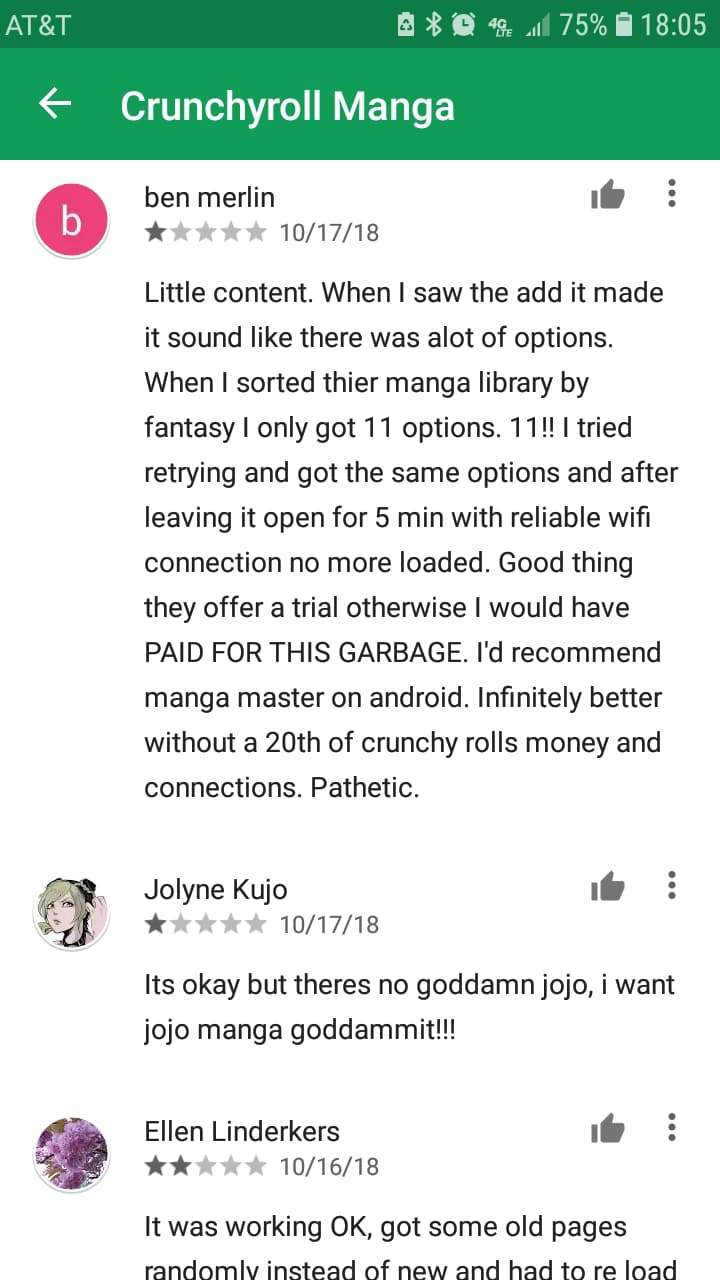 AT&T 4G LTE 75% 18:05
Crunchyroll Manga
b
ben merlin
10/17/18
Little content. When I saw the add it made
it sound like there was alot of options.
When I sorted thier manga library by
fantasy I only got 11 options. 11!! I tried
retrying and got the same options and after
leaving it open for 5 min with reliable wifi
connection no more loaded. Good thing
they offer a trial otherwise I would have
PAID FOR THIS GARBAGE. I'd recommend
manga master on android. Infinitely better
without a 20th of crunchy rolls money and
connections. Pathetic.
Jolyne Kujo
10/17/18
Its okay but theres no goddamn jojo, i want
jojo manga goddammit!!!
Ellen Linderkers
10/16/18
It was working OK, got some old pages
randomly instead of new and had to re load